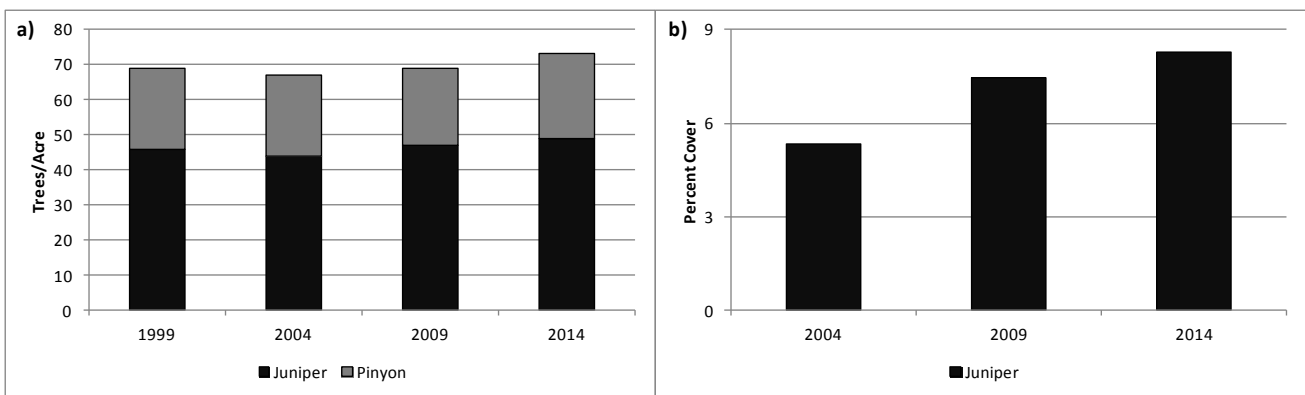 a)
80
70
60
50
40
30
20
10
0
Trees/Acre
1999 2004 2009 2014
Juniper Pinyon
b)
9
6
3
0
Percent Cover
2004 2009 2014
Juniper